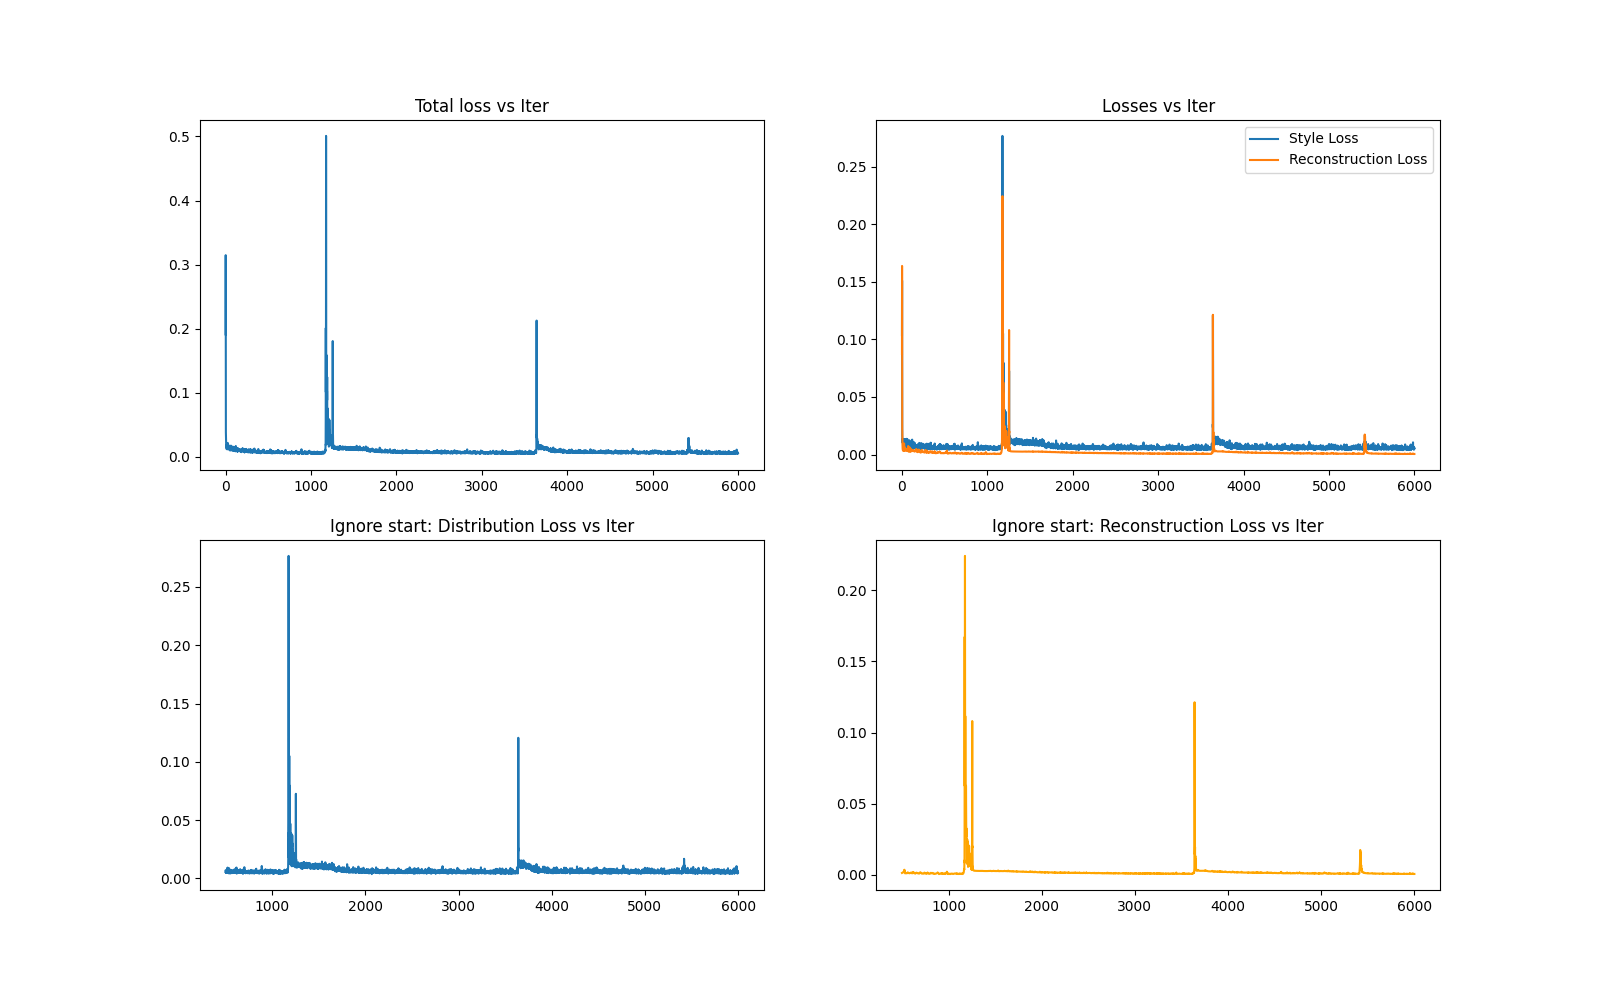 Total loss vs Iter
0.5
0.4
0.3
0.2
0.1
0.0
0 1000 2000 3000 4000 5000 6000
Losses vs Iter
Style Loss
Reconstruction Loss
0.25
0.20
0.15
0.10
0.05
0.00
0 1000 2000 3000 4000 5000 6000
Ignore start: Distribution Loss vs Iter
0.25
0.20
0.15
0.10
0.05
0.00
1000 2000 3000 4000 5000 6000
Ignore start: Reconstruction Loss vs Iter
0.20
0.15
0.10
0.05
0.00
1000 2000 3000 4000 5000 6000